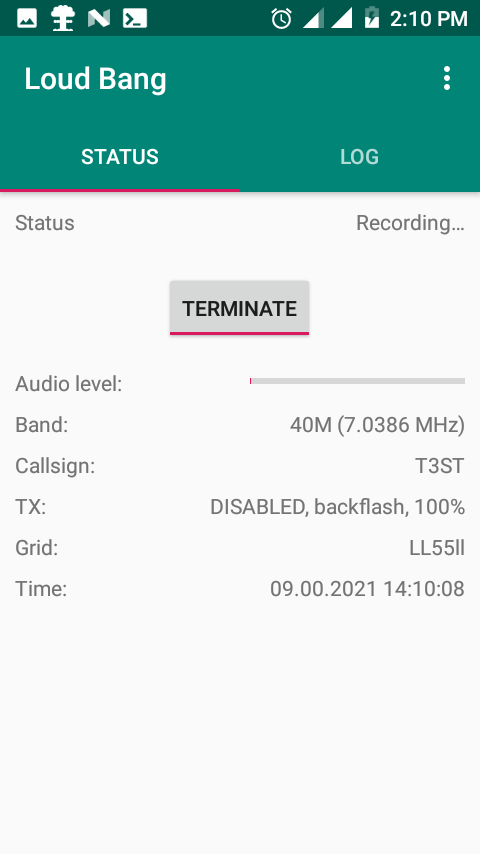 2:10 PM
Loud Bang
STATUS LOG
Status Recording…
TERMINATE
Audio level:
Band: 40M (7.0386 MHz)
Callsign: T3ST
TX: DISABLED, backflash, 100%
Grid: LL55ll
Time: 09.00.2021 14:10:08